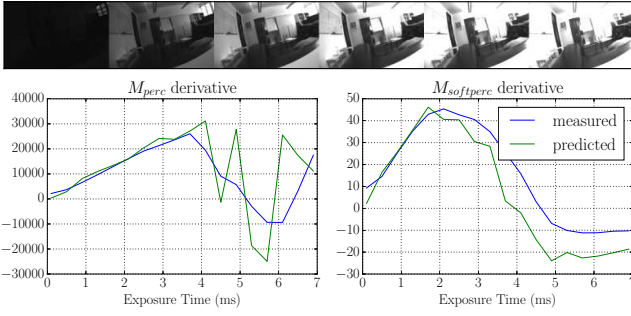 M_perc derivative
40000
30000
20000
10000
0
−10000
−20000
−30000
0 1 2 3 4 5 6 7
Exposure Time (ms)
M_softperc derivative
50
40
30
20
10
0
−10
−20
−30
0 1 2 3 4 5 6 7
Exposure Time (ms)
measured
predicted